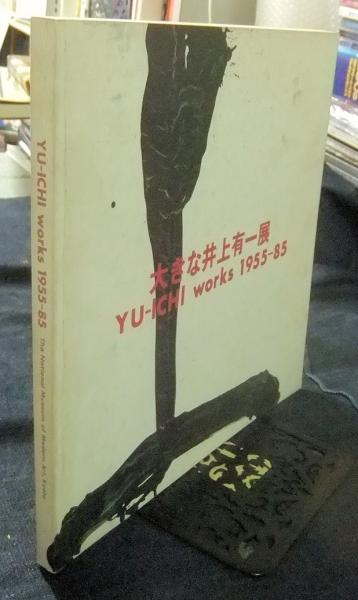 大きな井上有一展
YU-ICHI works 1955-85
YU-ICHI works 1955-85 The National Museum of Modern Art, Kyoto